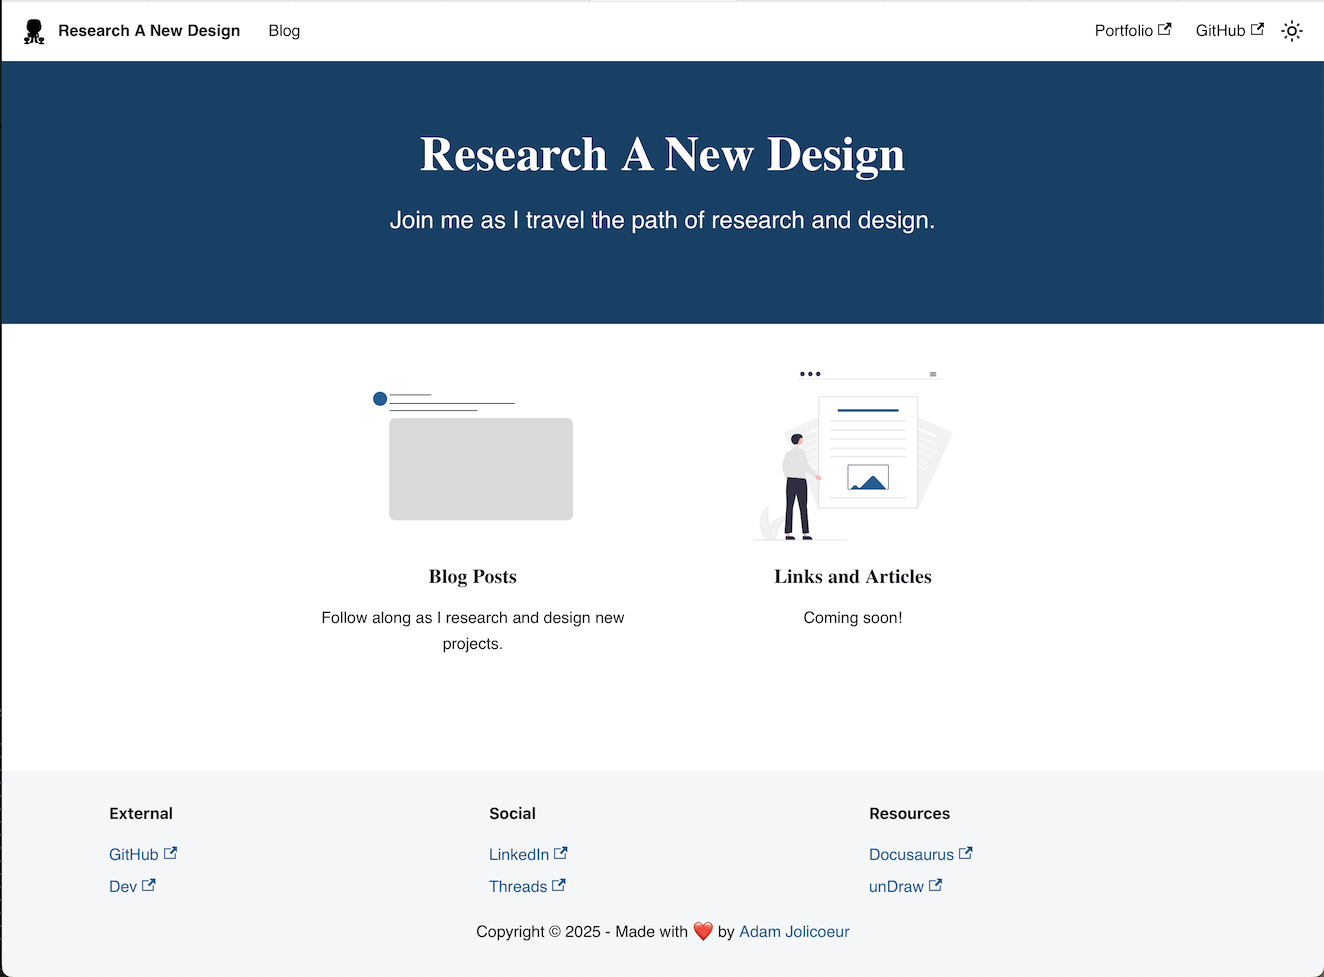 Research A New Design
Blog
Portfolio
GitHub
Research A New Design
Join me as I travel the path of research and design.
Blog Posts
Follow along as I research and design new
projects.
Links and Articles
Coming soon!
External
GitHub
Dev
Social
LinkedIn
Threads
Resources
Docusaurus
unDraw
Copyright © 2025 - Made with ❤️ by Adam Jolicoeur